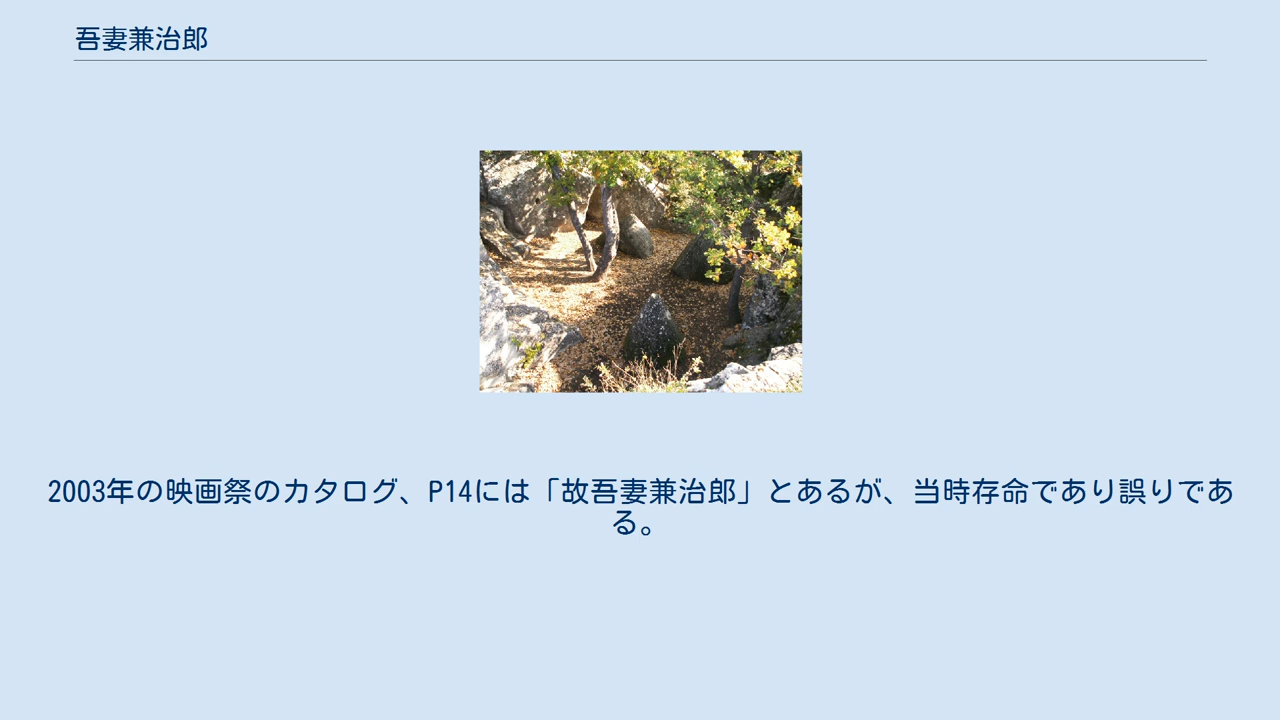 吾妻兼治郎
2003年の映画祭のカタログ、P14には「故吾妻兼治郎」とあるが、当時存命であり誤りであ
る。